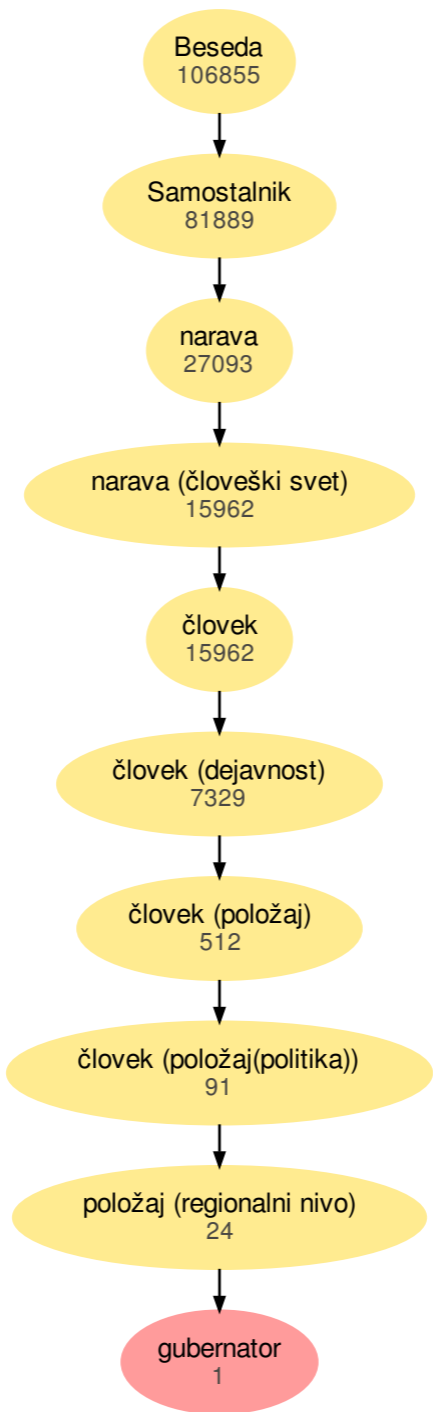 Beseda
106855
Samostalnik
81889
narava
27093
narava (človeški svet)
15962
človek
15962
človek (dejavnost)
7329
človek (položaj)
512
človek (položaj(politika))
91
položaj (regionalni nivo)
24
gubernator
1